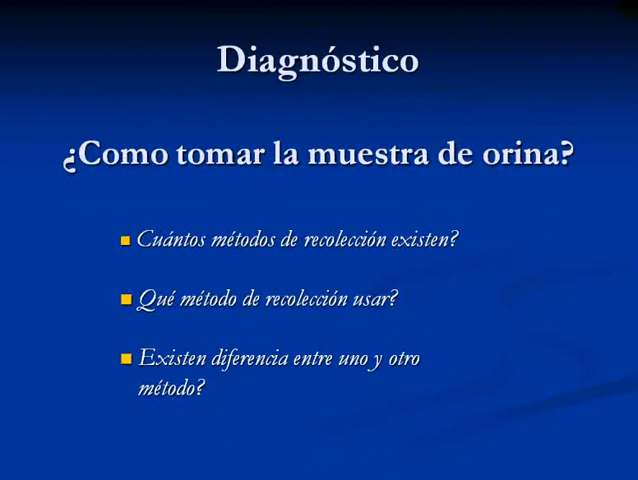 Diagnóstico
¿Como tomar la muestra de orina?
Cuántos métodos de recolección existen?
Qué método de recolección usar?
Existen diferencia entre uno y otro
método?